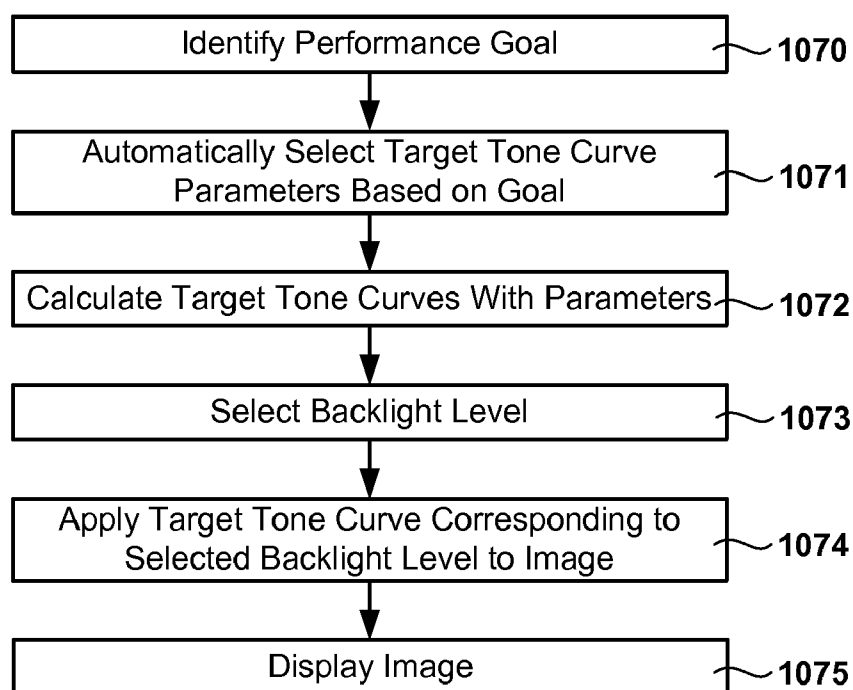 Identify Performance Goal
1070
Automatically Select Target Tone Curve
Parameters Based on Goal
1071
Calculate Target Tone Curves With Parameters
1072
Select Backlight Level
1073
Apply Target Tone Curve Corresponding to
Selected Backlight Level to Image
1074
Display Image
1075